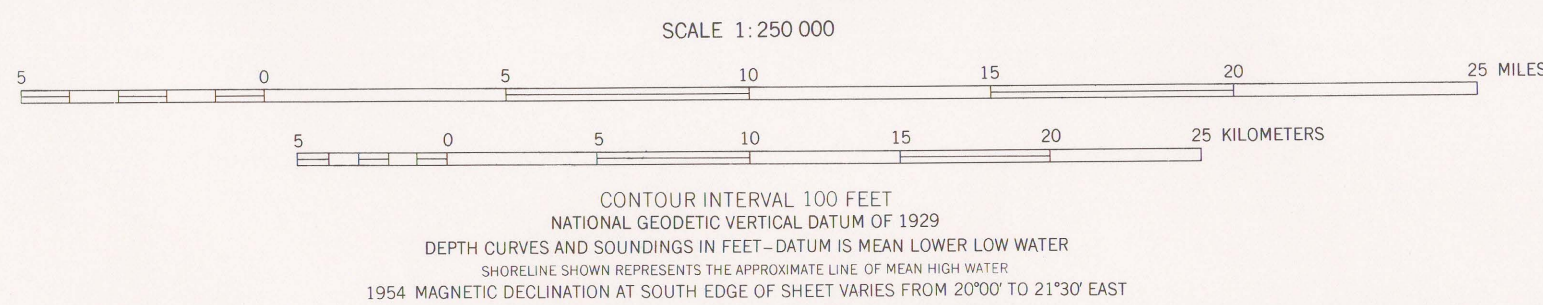 SCALE 1:250 000
5 0 5 10 15 20 25 MILES
5 0 5 10 15 20 25 KILOMETERS
CONTOUR INTERVAL 100 FEET
NATIONAL GEODETIC VERTICAL DATUM OF 1929
DEPTH CURVES AND SOUNDINGS IN FEET–DATUM IS MEAN LOWER LOW WATER
SHORELINE SHOWN REPRESENTS THE APPROXIMATE LINE OF MEAN HIGH WATER
1954 MAGNETIC DECLINATION AT SOUTH EDGE OF SHEET VARIES FROM 20°00′ TO 21°30′ EAST